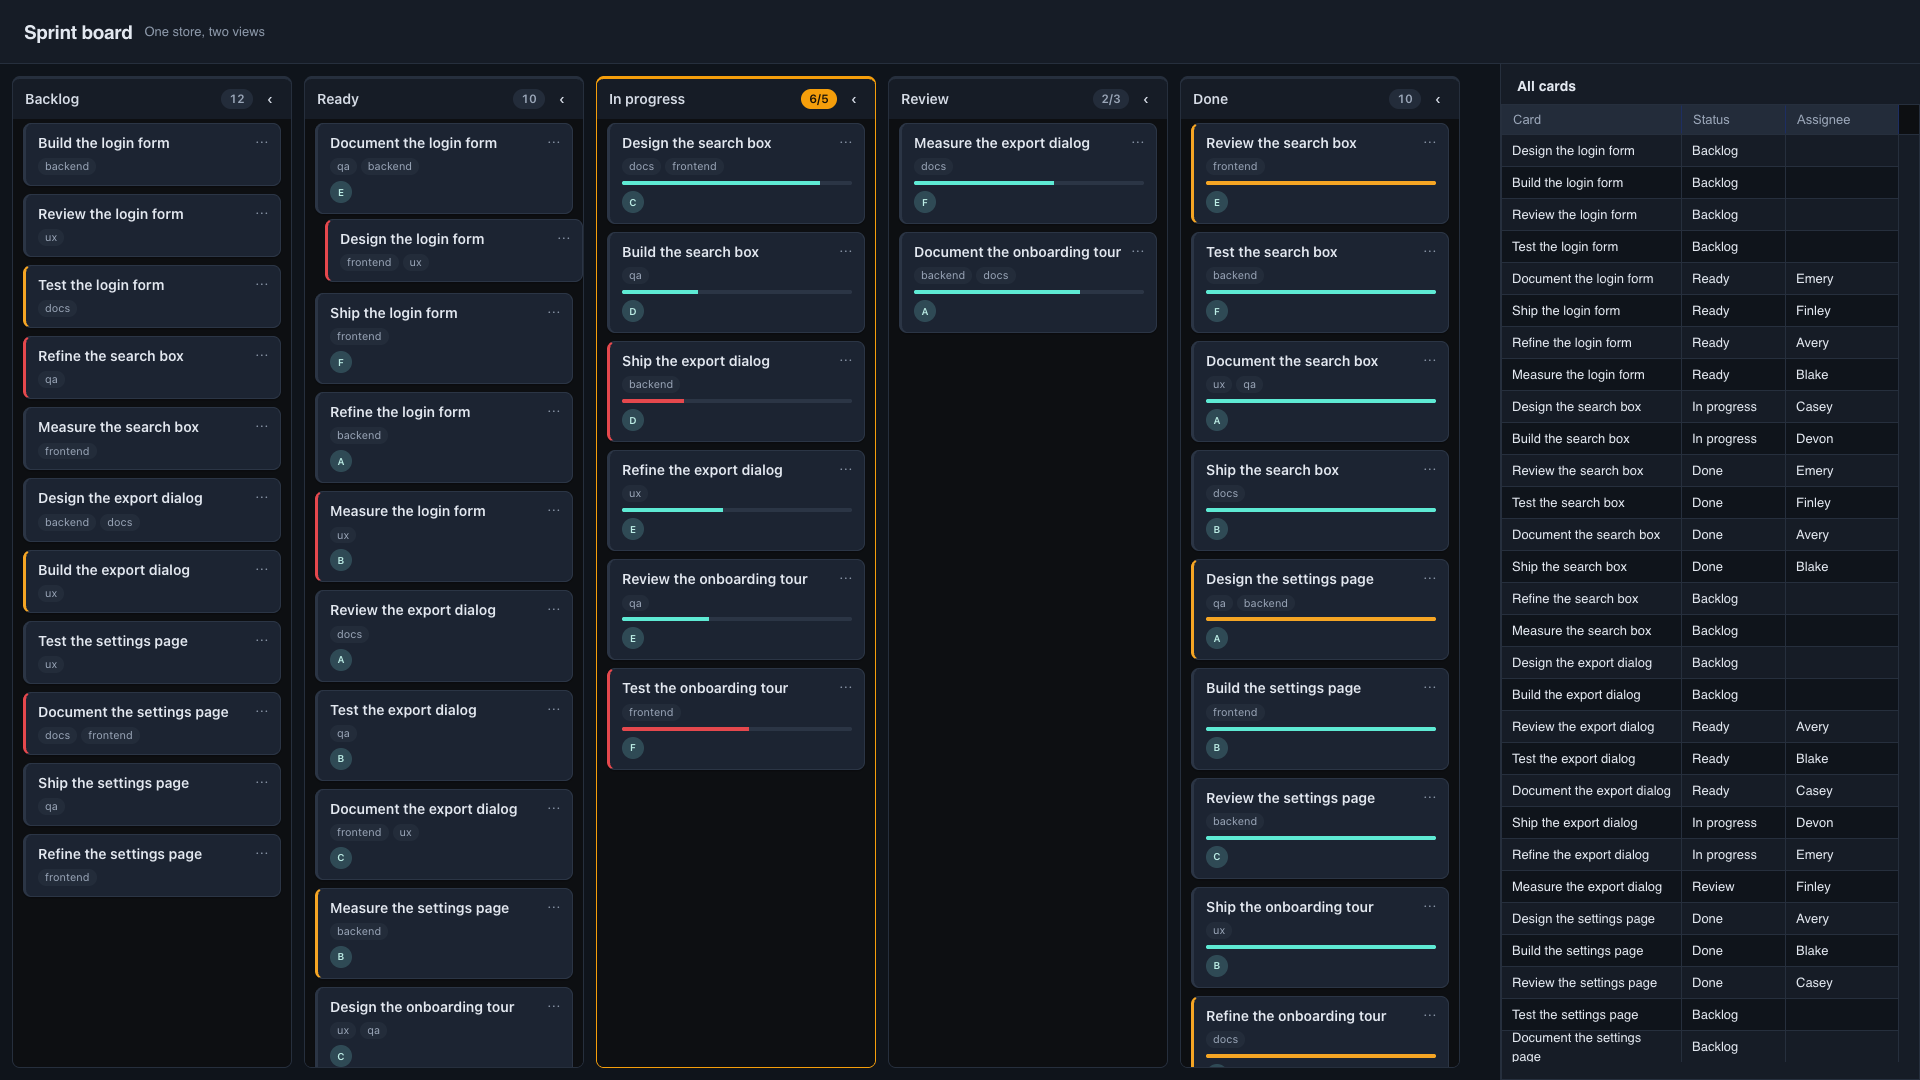 Sprint board
One store, two views
Backlog
12
Build the login form
backend
Review the login form
ux
Test the login form
docs
Refine the search box
qa
Measure the search box
frontend
Design the export dialog
backend docs
Build the export dialog
ux
Test the settings page
ux
Document the settings page
docs frontend
Ship the settings page
qa
Refine the settings page
frontend
Ready
10
Document the login form
qa backend
E
Design the login form
frontend ux
Ship the login form
frontend
F
Refine the login form
backend
A
Measure the login form
ux
B
Review the export dialog
docs
A
Test the export dialog
qa
B
Document the export dialog
frontend ux
C
Measure the settings page
backend
B
Design the onboarding tour
ux qa
C
In progress
6/5
Design the search box
docs frontend
C
Build the search box
qa
D
Ship the export dialog
backend
D
Refine the export dialog
ux
E
Review the onboarding tour
qa
E
Test the onboarding tour
frontend
F
Review
2/3
Measure the export dialog
docs
F
Document the onboarding tour
backend docs
A
Done
10
Review the search box
frontend
E
Test the search box
backend
F
Document the search box
ux qa
A
Ship the search box
docs
B
Design the settings page
qa backend
A
Build the settings page
frontend
B
Review the settings page
backend
C
Ship the onboarding tour
ux
B
Refine the onboarding tour
docs
All cards
Card Status Assignee
Design the login form Backlog
Build the login form Backlog
Review the login form Backlog
Test the login form Backlog
Document the login form Ready Emery
Ship the login form Ready Finley
Refine the login form Ready Avery
Measure the login form Ready Blake
Design the search box In progress Casey
Build the search box In progress Devon
Review the search box Done Emery
Test the search box Done Finley
Document the search box Done Avery
Ship the search box Done Blake
Refine the search box Backlog
Measure the search box Backlog
Design the export dialog Backlog
Build the export dialog Backlog
Review the export dialog Ready Avery
Test the export dialog Ready Blake
Document the export dialog Ready Casey
Ship the export dialog In progress Devon
Refine the export dialog In progress Emery
Measure the export dialog Review Finley
Design the settings page Done Avery
Build the settings page Done Blake
Review the settings page Done Casey
Test the settings page Backlog
Document the settings page Backlog